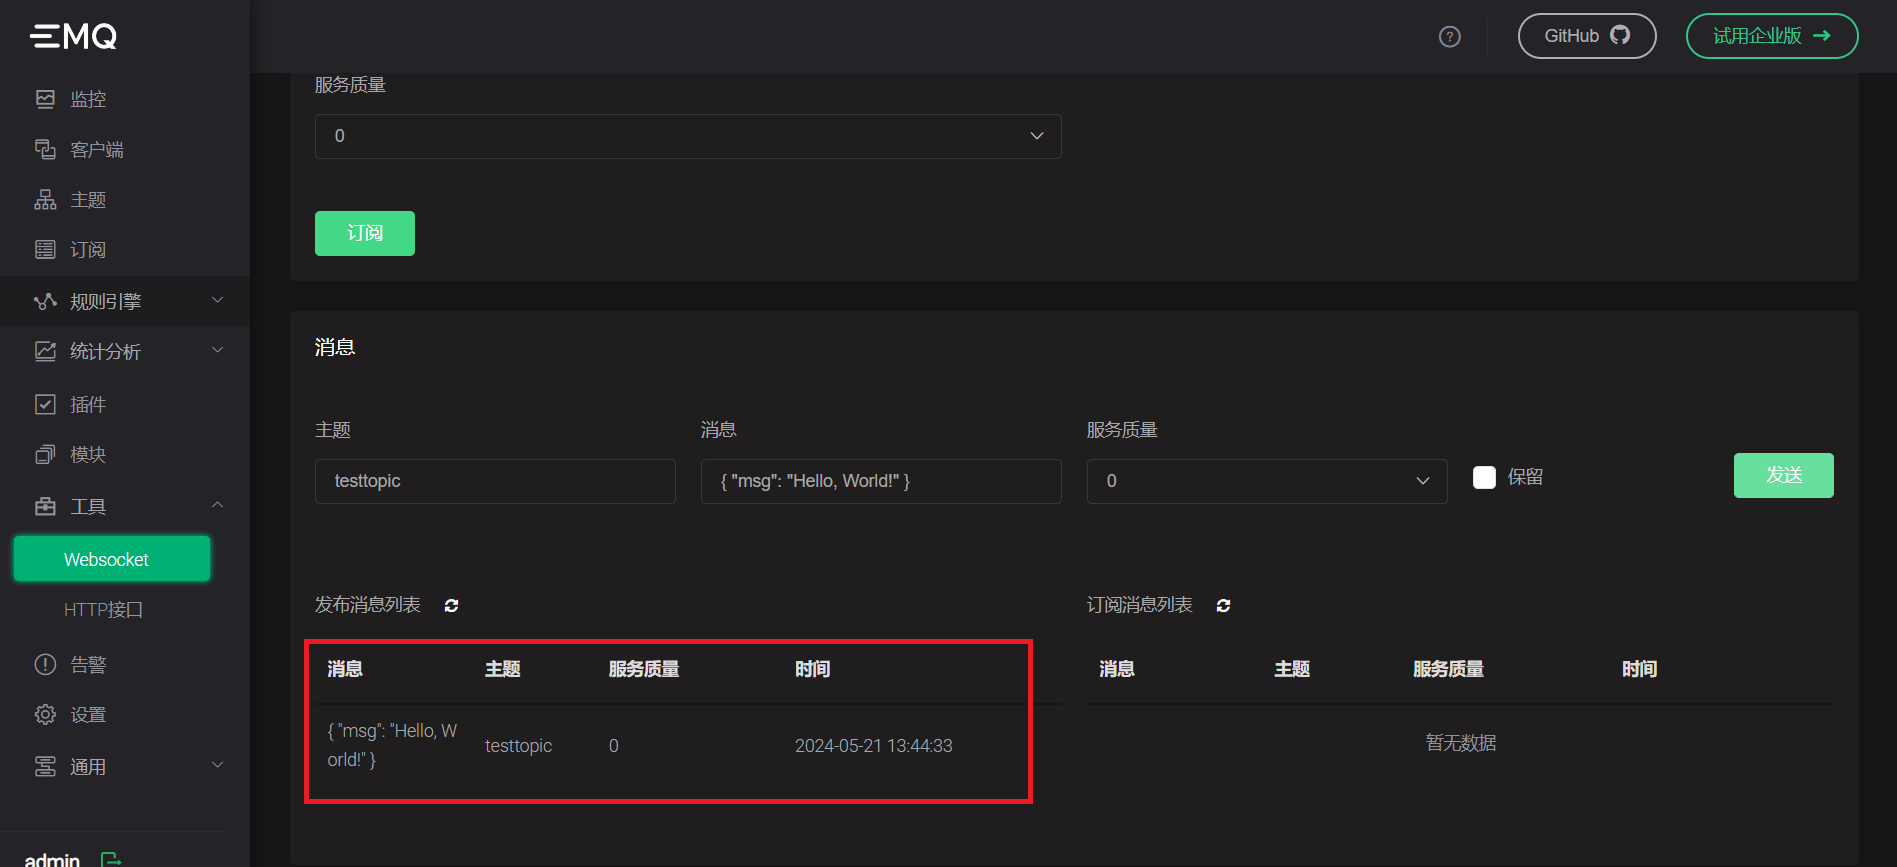 EMQ
监控
客户端
主题
订阅
规则引擎
统计分析
插件
模块
工具
Websocket
HTTP接口
告警
设置
通用
admin
?
GitHub
试用企业版 →
服务质量
0
订阅
消息
主题
消息
服务质量
testtopic
{ "msg": "Hello, World!" }
0
保留
发送
发布消息列表
消息 主题 服务质量 时间
{ "msg": "Hello, W
orld!" }
testtopic 0 2024-05-21 13:44:33
订阅消息列表
消息 主题 服务质量 时间
暂无数据